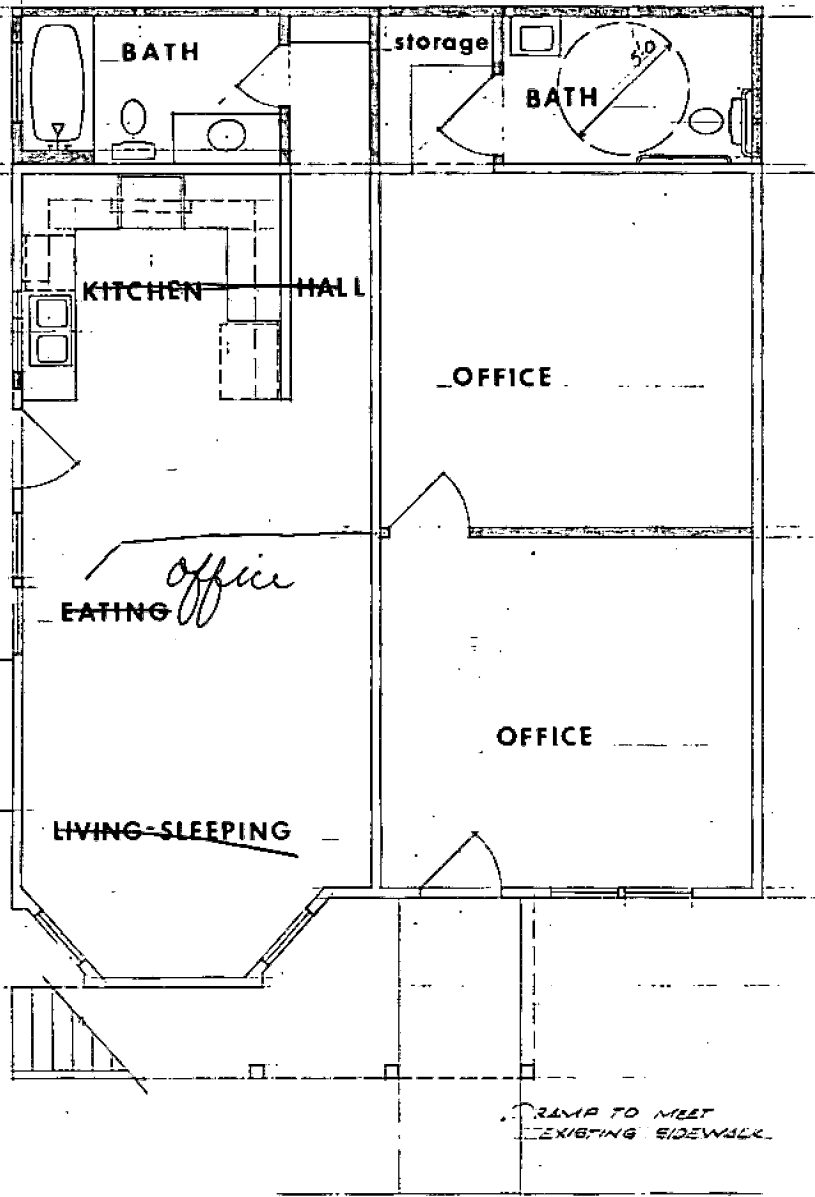 BATH
storage
5'0
BATH
KITCHEN
HALL
OFFICE
office
EATING
OFFICE
LIVING-SLEEPING
RAMP TO MEET
EXISTING SIDEWALK